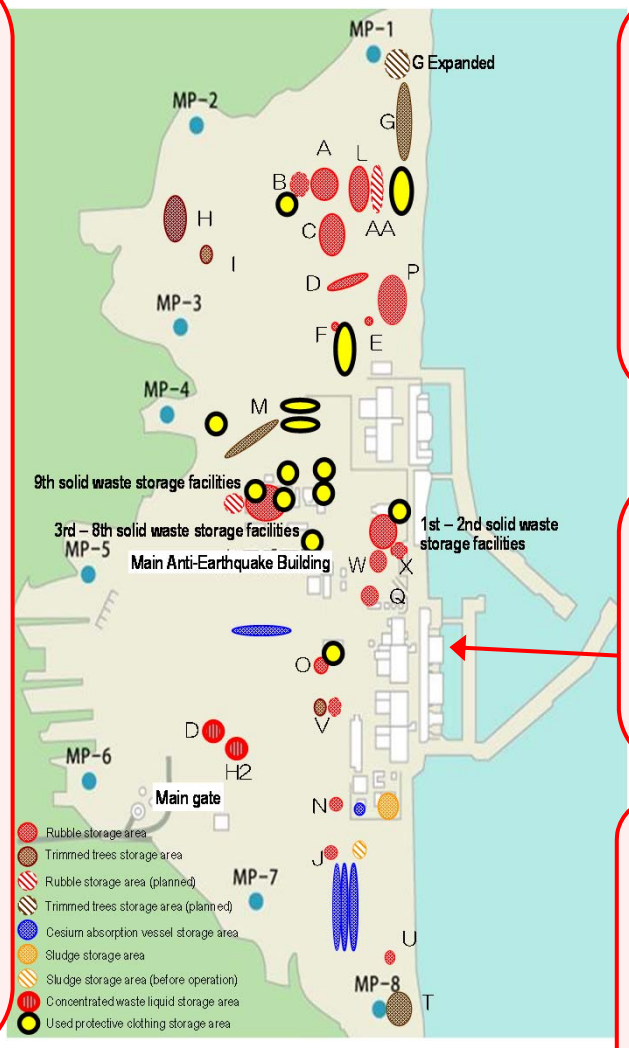 MP-1
G Expanded
MP-2
G
A
L
B
H
C
AA
I
D
P
MP-3
F
E
MP-4
M
9th solid waste storage facilities
3rd – 8th solid waste storage facilities
1st – 2nd solid waste
storage facilities
MP-5
Main Anti-Earthquake Building
W
X
Q
O
V
D
H2
MP-6
Main gate
N
Rubble storage area
J
Trimmed trees storage area
Rubble storage area (planned)
MP-7
Trimmed trees storage area (planned)
Cesium absorption vessel storage area
U
Sludge storage area
Sludge storage area (before operation)
MP-8
Concentrated waste liquid storage area
T
Used protective clothing storage area